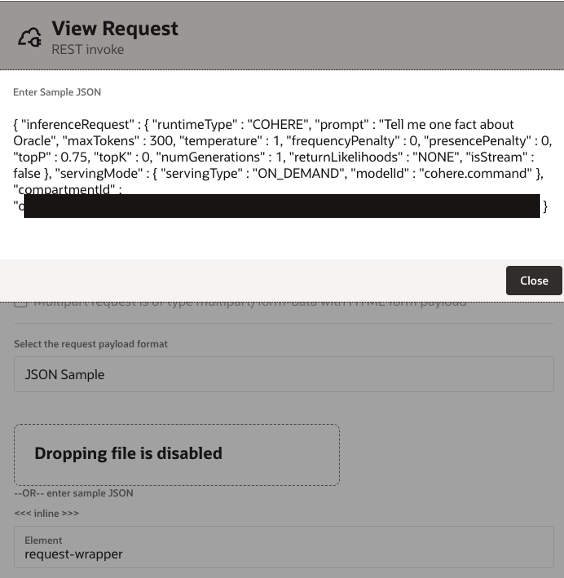 View Request
REST invoke
Enter Sample JSON
{ "inferenceRequest" : { "runtimeType" : "COHERE", "prompt" : "Tell me one fact about
Oracle", "maxTokens" : 300, "temperature" : 1, "frequencyPenalty" : 0, "presencePenalty" : 0,
"topP" : 0.75, "topK" : 0, "numGenerations" : 1, "returnLikelihoods" : "NONE", "isStream" :
false }, "servingMode" : { "servingType" : "ON_DEMAND", "modelId" : "cohere.command" },
"compartmentId" :
}
Close
Multipart request is of type multipart/form-data with HTML form payload
Select the request payload format
JSON Sample
Dropping file is disabled
--OR-- enter sample JSON
<<< inline >>>
Element
request-wrapper